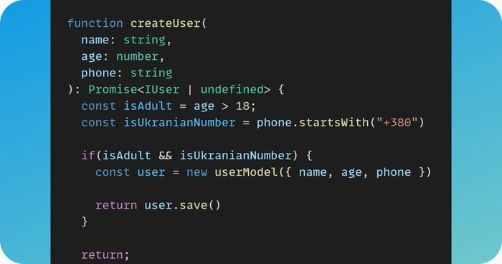 function createUser(
name: string,
age: number,
phone: string
): Promise<IUser | undefined> {
const isAdult = age > 18;
const isUkranianNumber = phone.startsWith("+380")
if(isAdult && isUkranianNumber) {
const user = new userModel({ name, age, phone })
return user.save()
}
return;